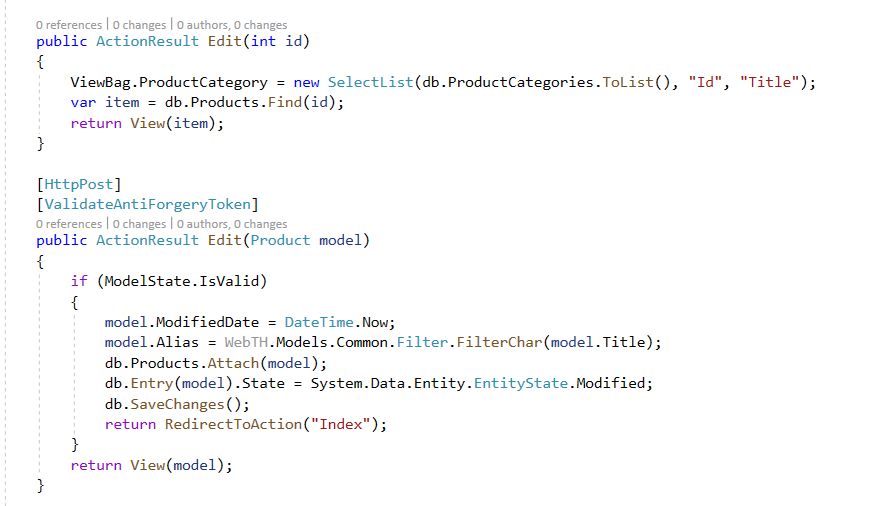 0 references | 0 changes | 0 authors, 0 changes
public ActionResult Edit(int id)
{
ViewBag.ProductCategory = new SelectList(db.ProductCategories.ToList(), "Id", "Title");
var item = db.Products.Find(id);
return View(item);
}
[HttpPost]
[ValidateAntiForgeryToken]
0 references | 0 changes | 0 authors, 0 changes
public ActionResult Edit(Product model)
{
if (ModelState.IsValid)
{
model.ModifiedDate = DateTime.Now;
model.Alias = WebTH.Models.Common.Filter.FilterChar(model.Title);
db.Products.Attach(model);
db.Entry(model).State = System.Data.Entity.EntityState.Modified;
db.SaveChanges();
return RedirectToAction("Index");
}
return View(model);
}